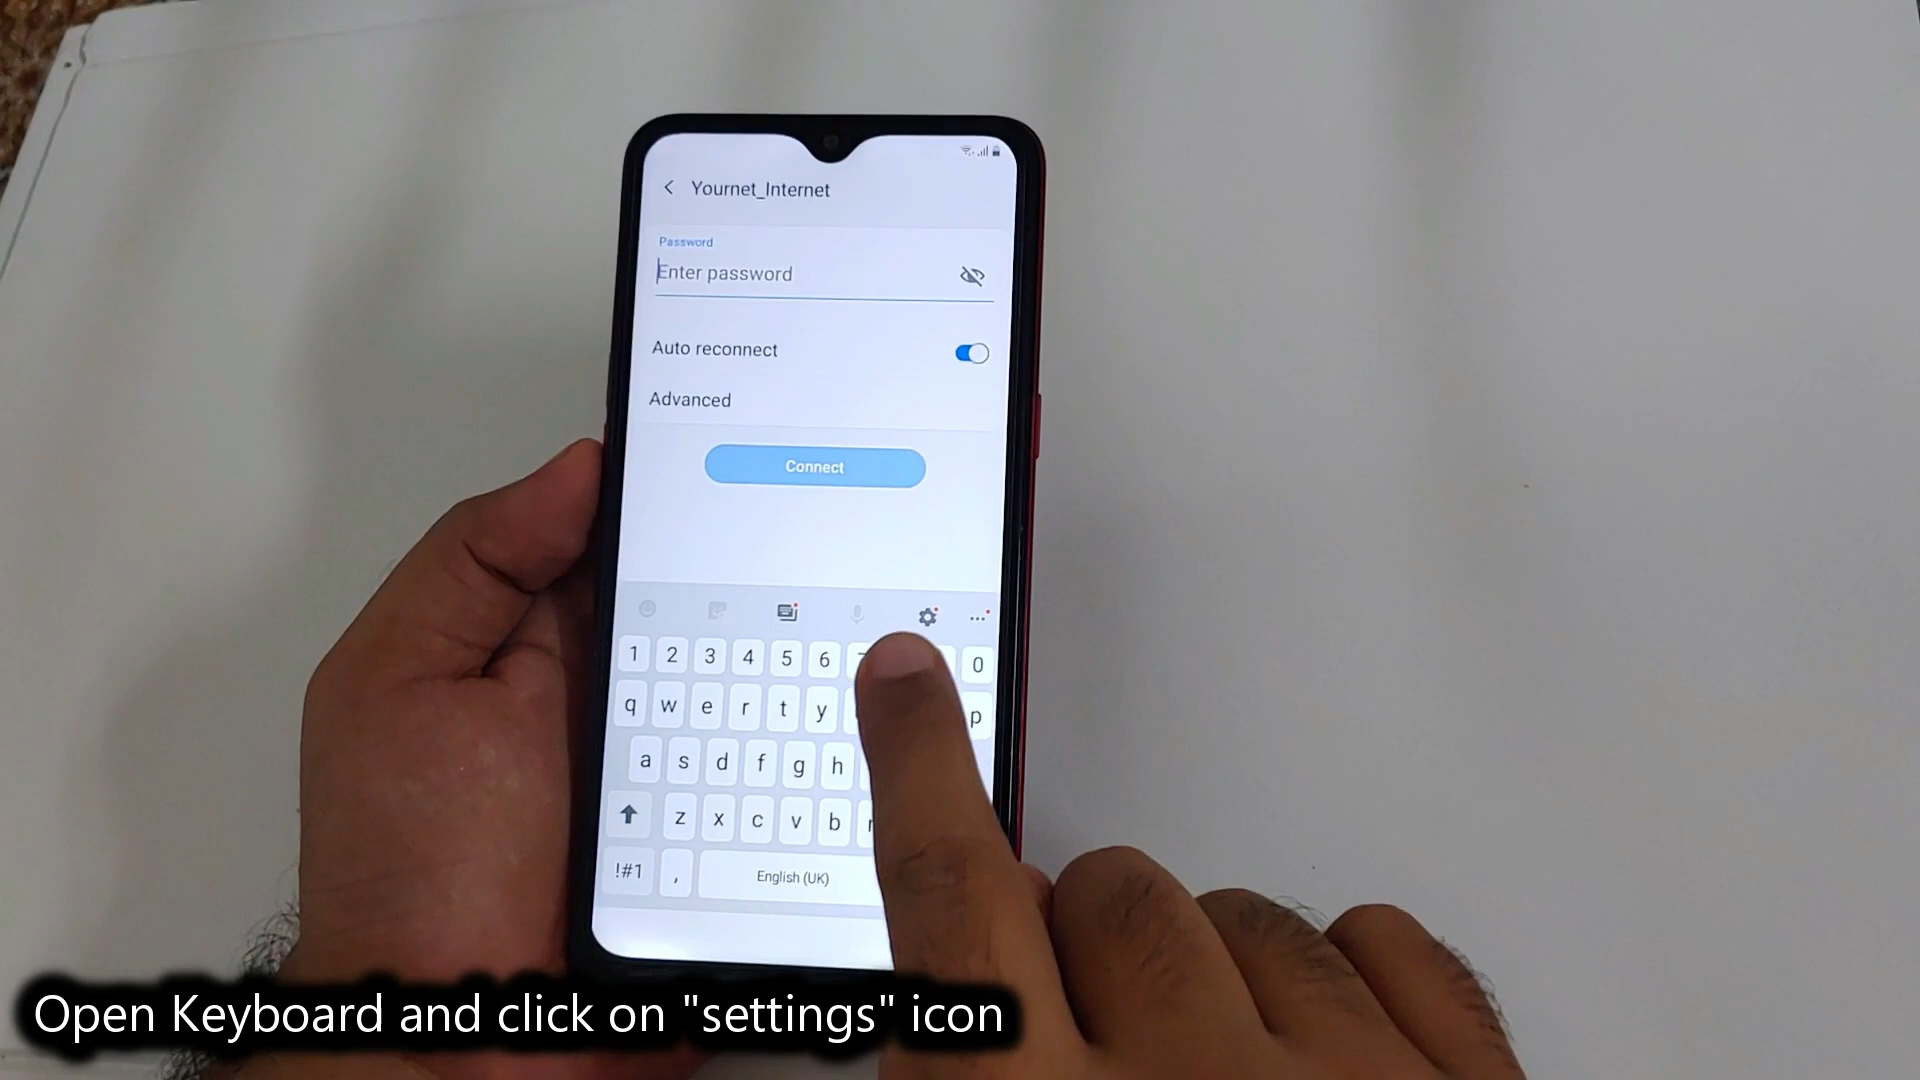 Yournet_Internet
Password
Enter password
Auto reconnect
Advanced
Connect
1 2 3 4 5 6 0
q w e r t y p
a s d f g h
z x c v b
!#1 , English (UK)
Open Keyboard and click on "settings" icon